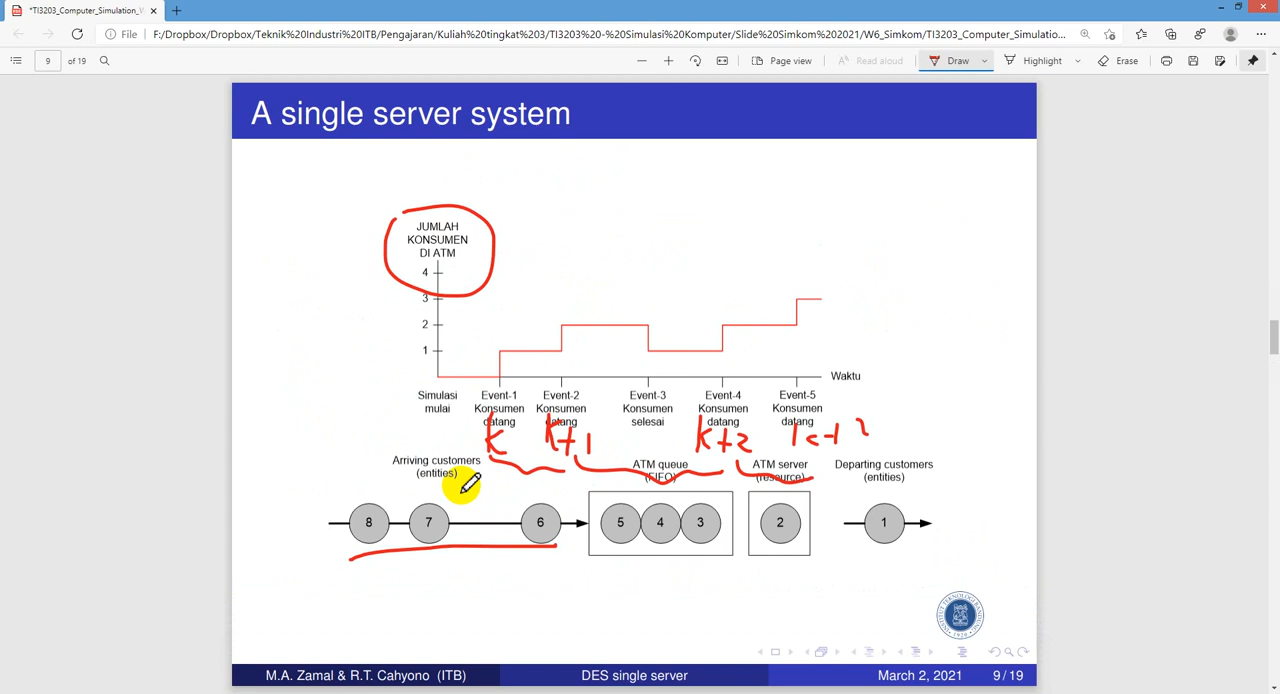 *TI3203_Computer_Simulation_W
File
F:/Dropbox/Dropbox/Teknik%20Industri%20ITB/Pengajaran/Kuliah%20tingkat%203/TI3203%20-%20Simulasi%20Komputer/Slide%20Simkom%202021/W6_Simkom/TI3203_Computer_Simulatio...
9 of 19
Page view
Read aloud
Draw
Highlight
Erase
A single server system
JUMLAH
KONSUMEN
DI ATM
4
3
2
1
Waktu
Simulasi
mulai
Event-1
Konsumen
datang
Event-2
Konsumen
datang
Event-3
Konsumen
selesai
Event-4
Konsumen
datang
Event-5
Konsumen
datang
k
k+1
k+2
Arriving customers
(entities)
ATM queue
(FIFO)
ATM server
(resource)
Departing customers
(entities)
8 7 6 5 4 3 2 1
M.A. Zamal & R.T. Cahyono (ITB)
DES single server
March 2, 2021
9 / 19